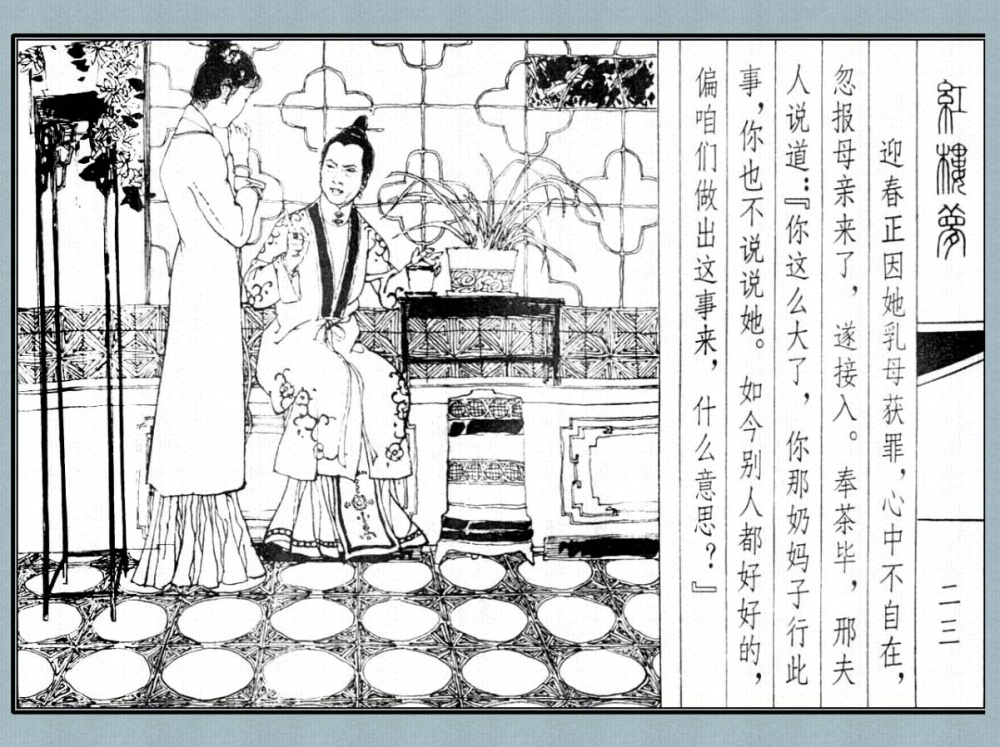 红楼梦
二三
迎春正因她乳母获罪，心中不自在，
忽报母亲来了，遂接入。奉茶毕，邢夫
人说道：『你这么大了，你那奶妈子行此
事，你也不说说她。如今别人都好好的，
偏咱们做出这事来，什么意思？』